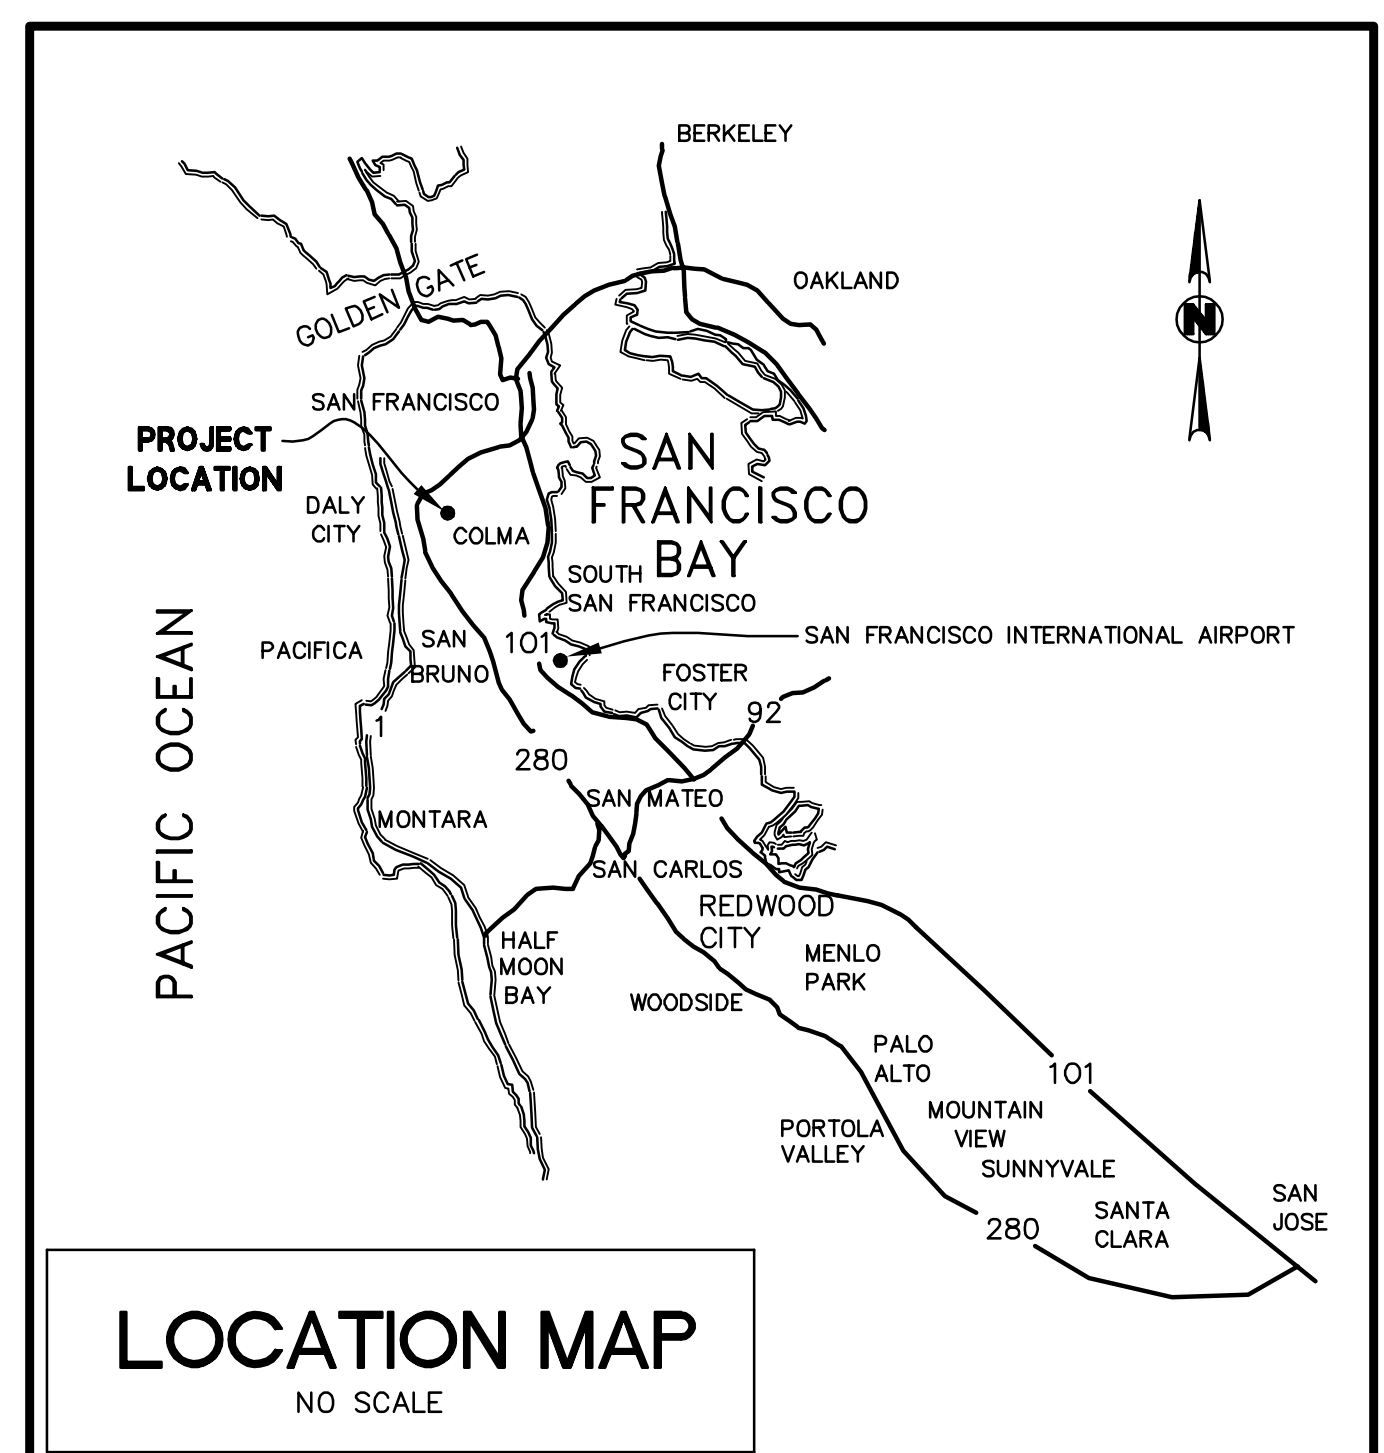 BERKELEY
GOLDEN GATE
OAKLAND
N
SAN FRANCISCO
PROJECT
LOCATION
SAN
FRANCISCO
BAY
DALY
CITY
COLMA
SOUTH
SAN FRANCISCO
PACIFIC OCEAN
PACIFICA
SAN
BRUNO
101
SAN FRANCISCO INTERNATIONAL AIRPORT
FOSTER
CITY
92
1
280
SAN MATEO
MONTARA
SAN CARLOS
REDWOOD
CITY
HALF
MOON
BAY
MENLO
PARK
WOODSIDE
PALO
ALTO
101
MOUNTAIN
VIEW
PORTOLA
VALLEY
SUNNYVALE
SANTA
CLARA
SAN
JOSE
280
LOCATION MAP
NO SCALE